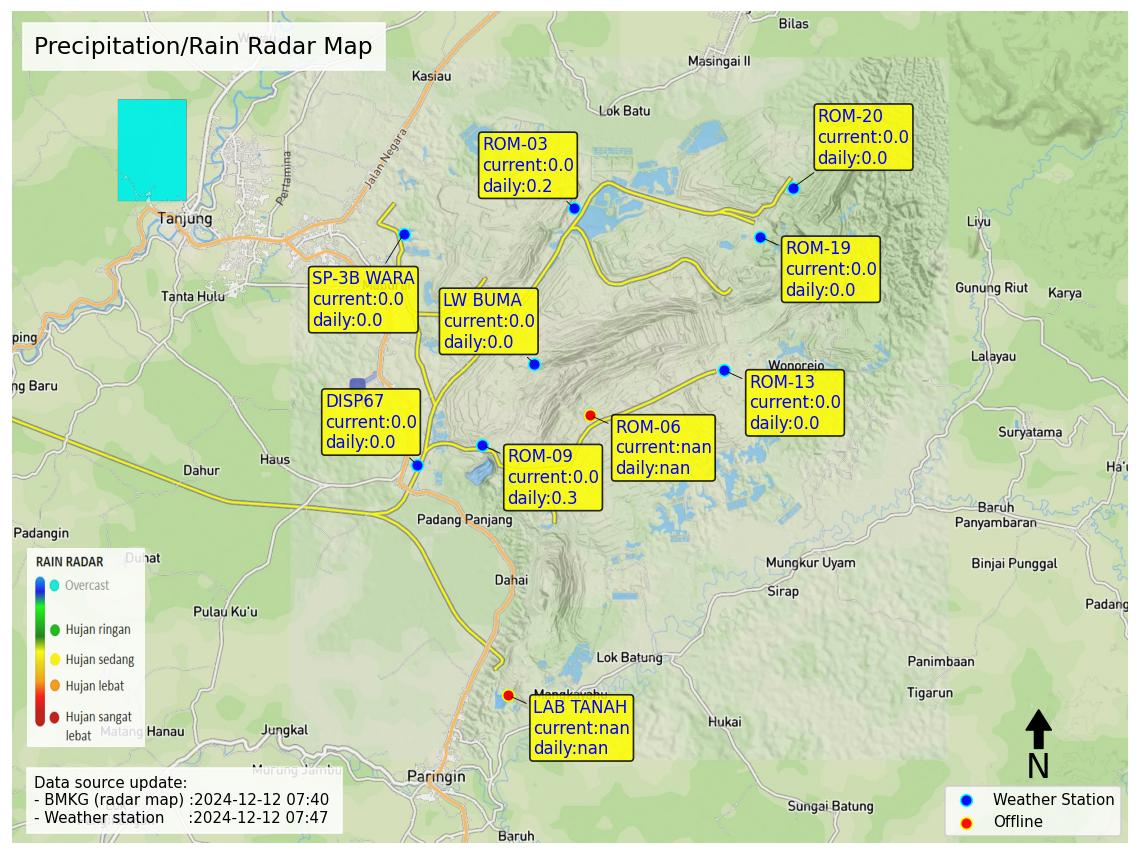 Precipitation/Rain Radar Map
Bilas
Masingai II
Kasiau
Lok Batu
Jalan Negara
Pertamina
Tanjung
Tanta Hulu
ROM-03
current:0.0
daily:0.2
ROM-20
current:0.0
daily:0.0
ROM-19
current:0.0
daily:0.0
SP-3B WARA
current:0.0
daily:0.0
LW BUMA
current:0.0
daily:0.0
Liyu
Gunung Riut
Karya
Lalayau
ping
ng Baru
Wonorejo
ROM-13
current:0.0
daily:0.0
DISP67
current:0.0
daily:0.0
ROM-06
current:nan
daily:nan
ROM-09
current:0.0
daily:0.3
Suryatama
Ha'u
Haus
Dahur
Padang Panjang
Baruh
Panyambaran
Padangin
Duhat
Binjai Punggal
Mungkur Uyam
Sirap
Padang
Dahai
Pulau Ku'u
RAIN RADAR
Overcast
Hujan ringan
Hujan sedang
Hujan lebat
Hujan sangat
lebat
Lok Batung
Panimbaan
Tigarun
Mangkayahu
LAB TANAH
current:nan
daily:nan
Hukai
Matang Hanau
Jungkal
Murung Jambu
Paringin
Sungai Batung
Baruh
Data source update:
- BMKG (radar map) :2024-12-12 07:40
- Weather station :2024-12-12 07:47
N
Weather Station
Offline